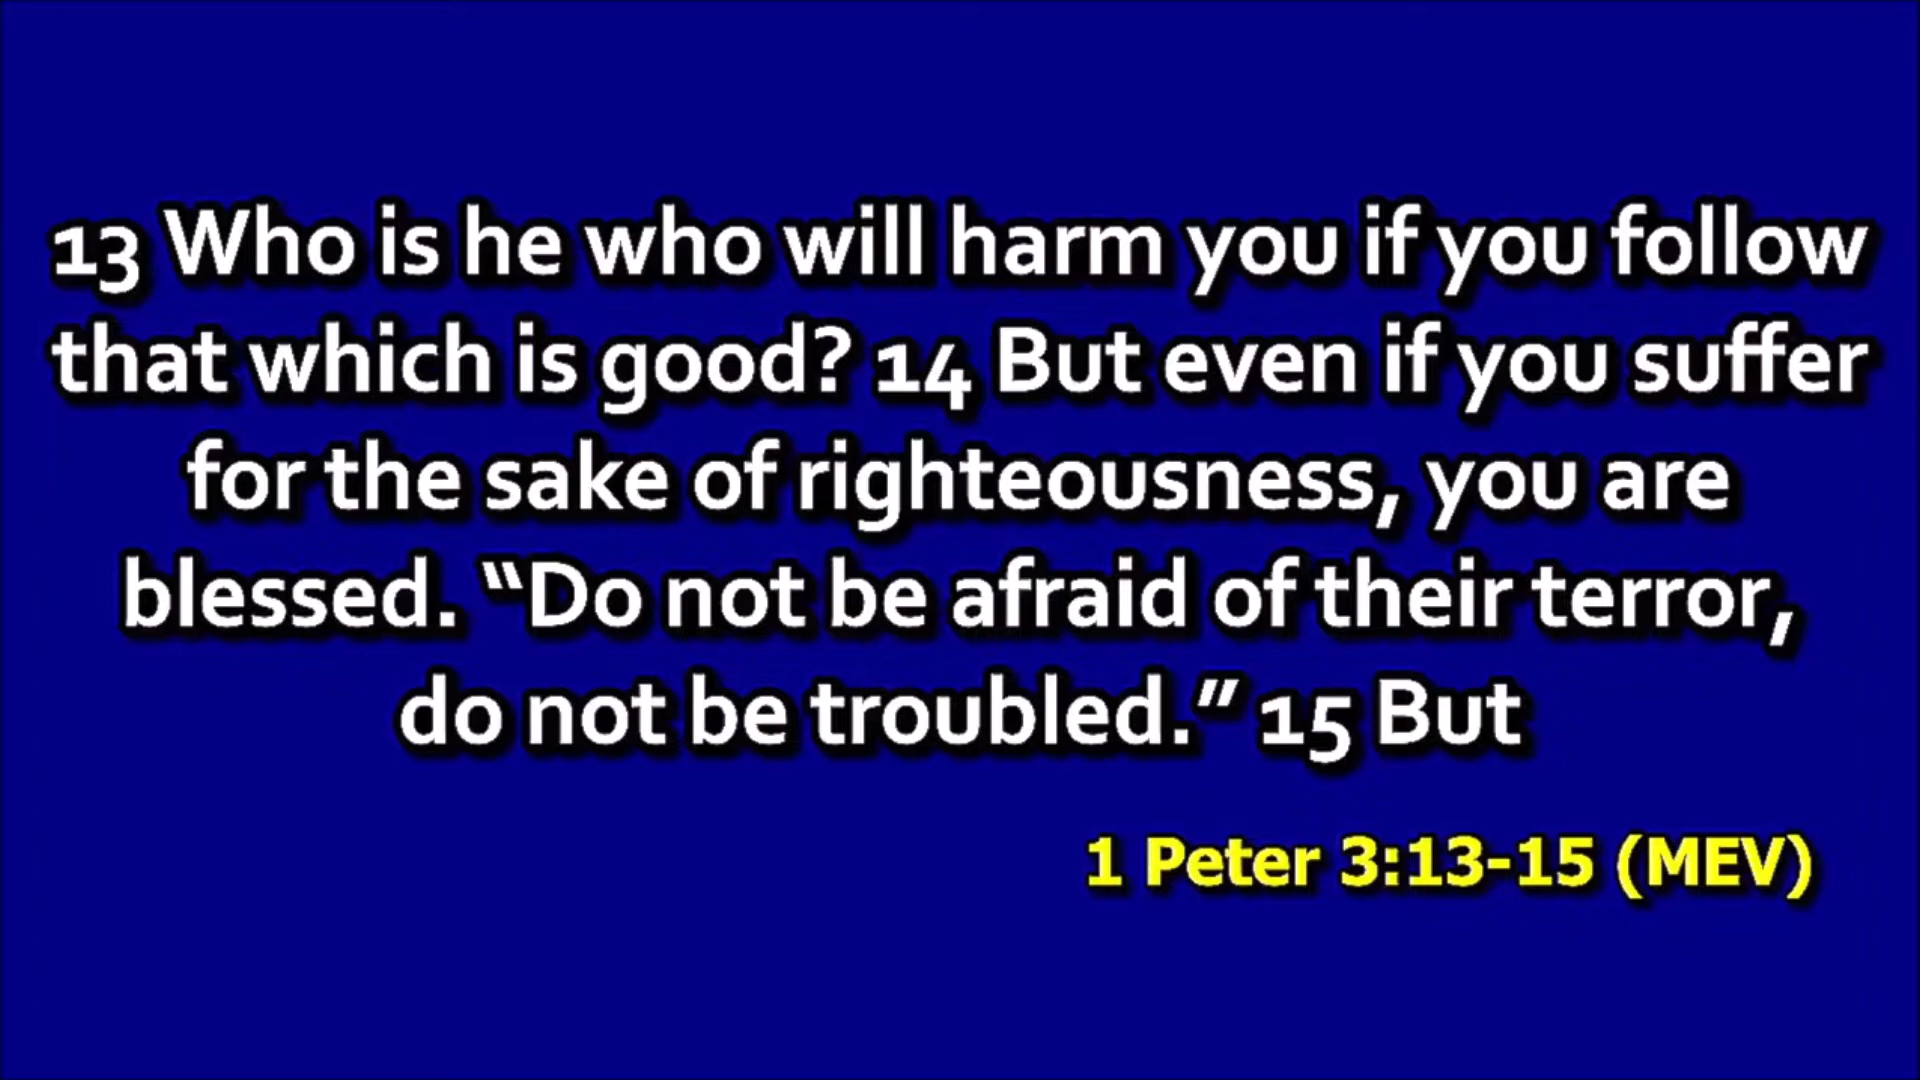 13 Who is he who will harm you if you follow
that which is good? 14 But even if you suffer
for the sake of righteousness, you are
blessed. “Do not be afraid of their terror,
do not be troubled.” 15 But
1 Peter 3:13-15 (MEV)